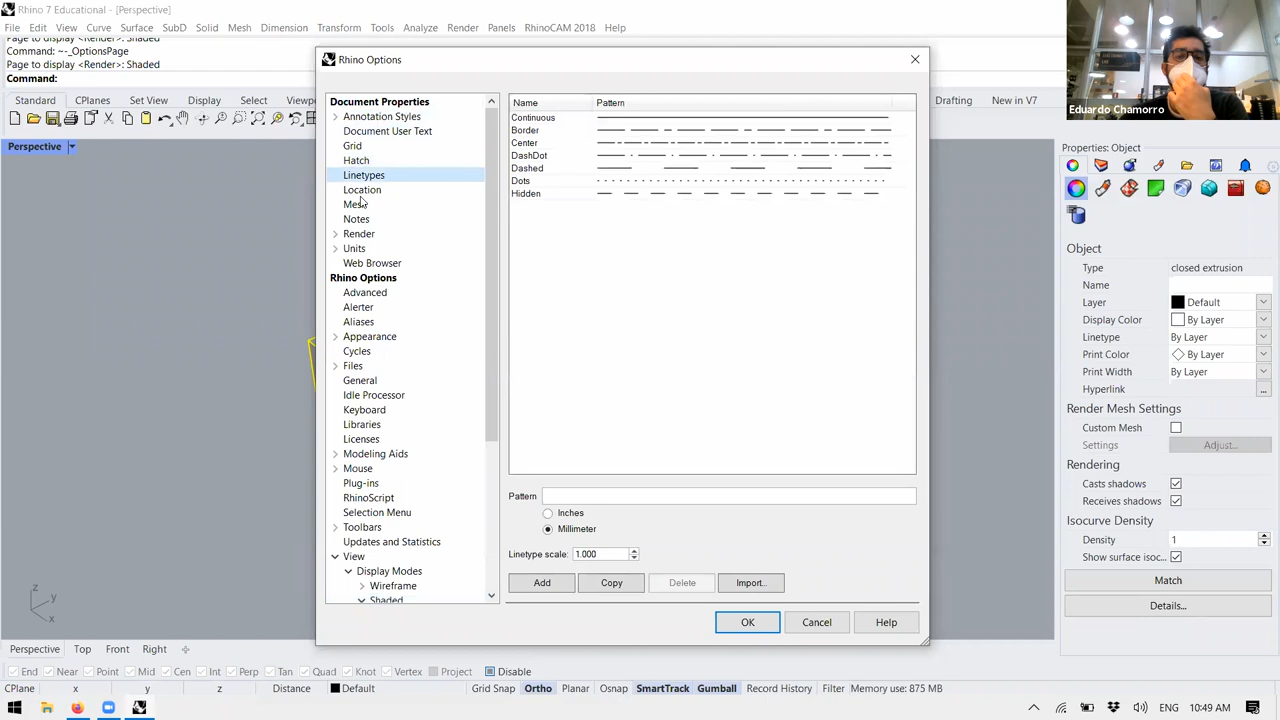 Rhino 7 Educational - [Perspective]
File Edit View Curve Surface SubD Solid Mesh Dimension Transform Tools Analyze Render Panels RhinoCAM 2018 Help
Page to display <Render>: Shaded
Command: ~-_OptionsPage
Page to display <Render>: Shaded
Command:
Standard CPlanes Set View Display Select Viewpo
Drafting New in V7
Perspective
Rhino Options
Document Properties
Annotation Styles
Document User Text
Grid
Hatch
Linetypes
Location
Mesh
Notes
Render
Units
Web Browser
Rhino Options
Advanced
Alerter
Aliases
Appearance
Cycles
Files
General
Idle Processor
Keyboard
Libraries
Licenses
Modeling Aids
Mouse
Plug-ins
RhinoScript
Selection Menu
Toolbars
Updates and Statistics
View
Display Modes
Wireframe
Shaded
Name Pattern
Continuous
Border
Center
DashDot
Dashed
Dots
Hidden
Pattern
Inches
Millimeter
Linetype scale: 1.000
Add Copy Delete Import...
OK Cancel Help
Eduardo Chamorro
Properties: Object
Object
Type closed extrusion
Name
Layer Default
Display Color By Layer
Linetype By Layer
Print Color By Layer
Print Width By Layer
Hyperlink ...
Render Mesh Settings
Custom Mesh
Settings Adjust...
Rendering
Casts shadows
Receives shadows
Isocurve Density
Density 1
Show surface isoc...
Match
Details...
z
y
x
Perspective Top Front Right
End Near Point Mid Cen Int Perp Tan Quad Knot Vertex Project Disable
CPlane x y z Distance Default Grid Snap Ortho Planar Osnap SmartTrack Gumball Record History Filter Memory use: 875 MB
ENG 10:49 AM